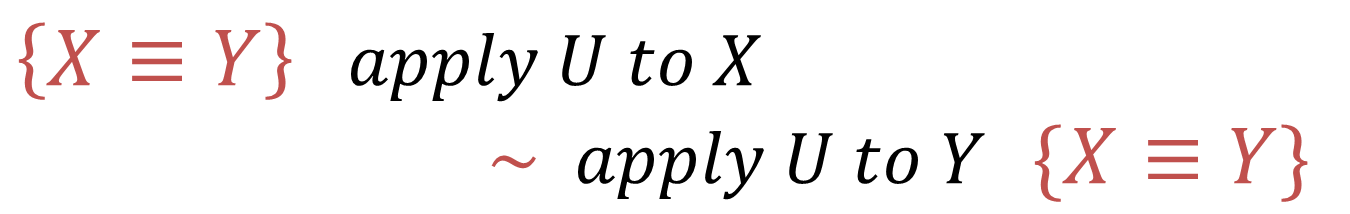 {X ≡ Y} apply U to X
~ apply U to Y {X ≡ Y}